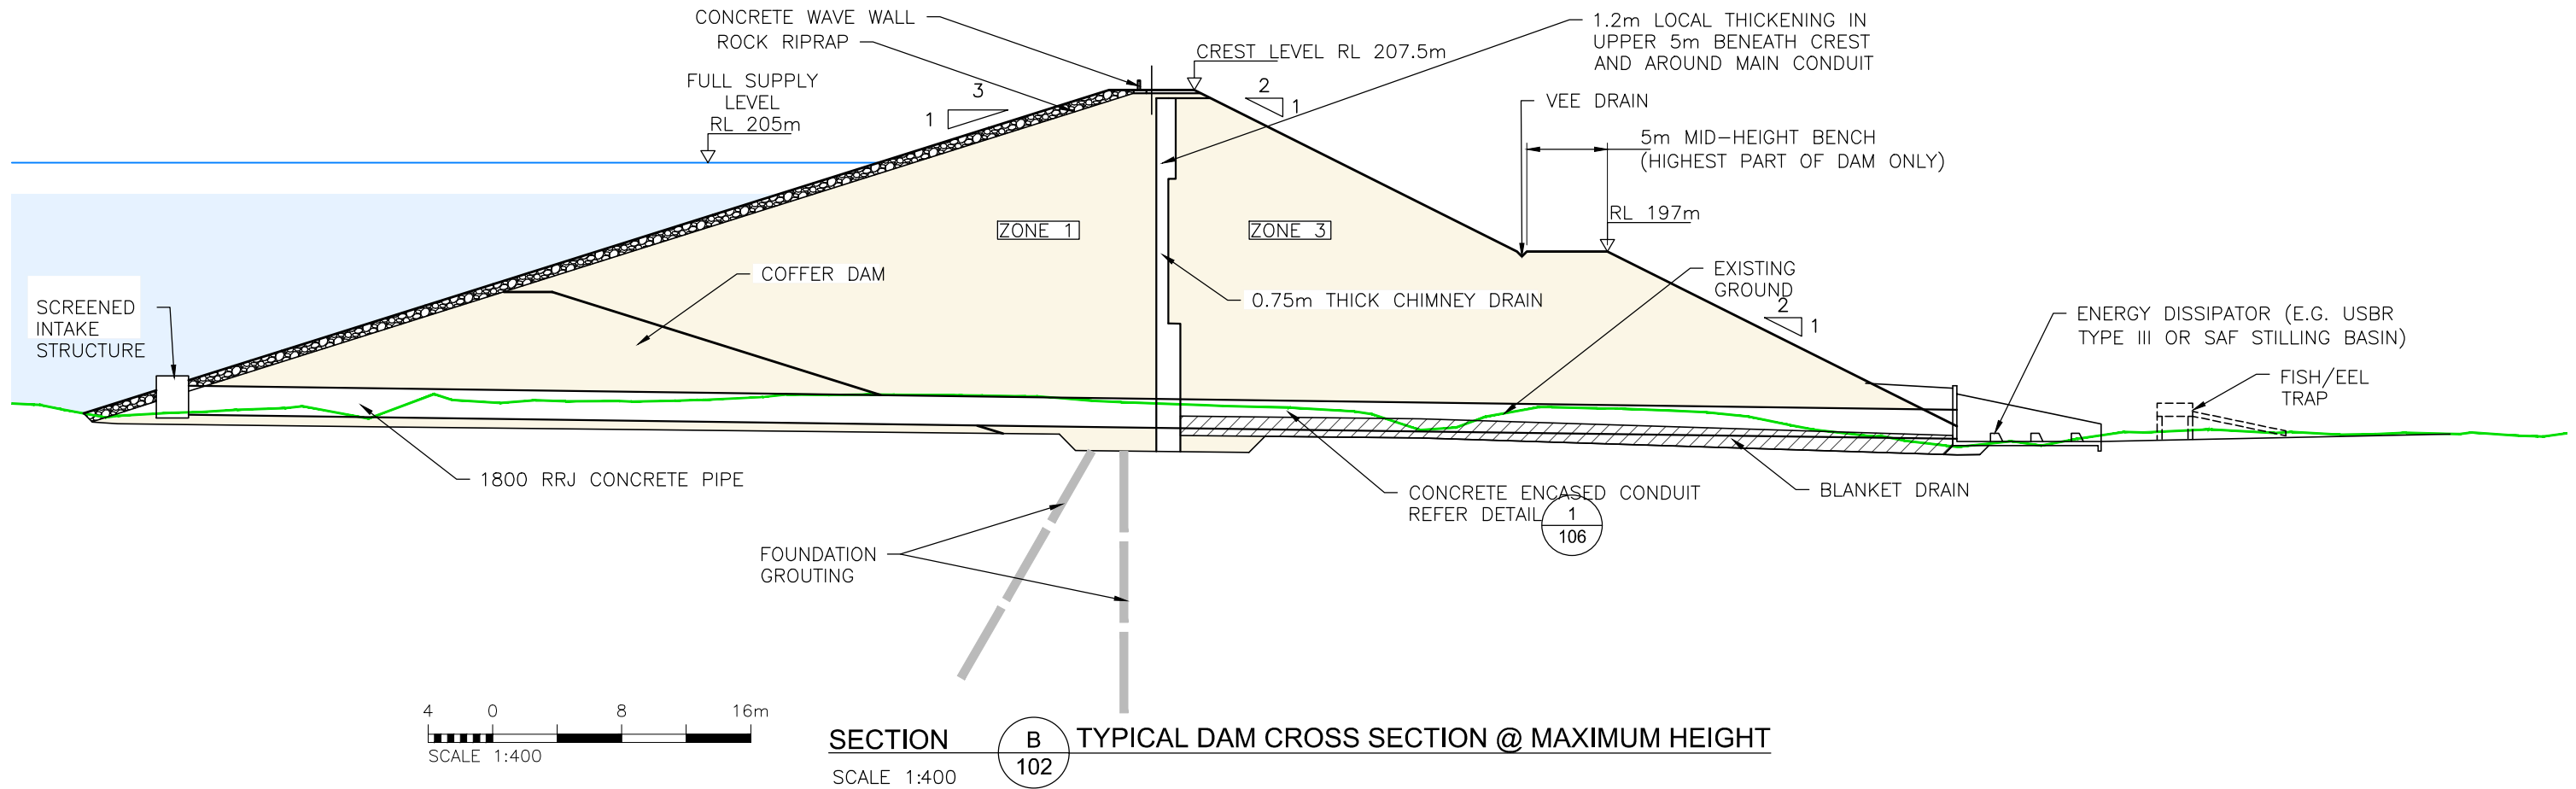 CONCRETE WAVE WALL
ROCK RIPRAP
FULL SUPPLY
LEVEL
RL 205m
1
3
CREST LEVEL RL 207.5m
2
1
1.2m LOCAL THICKENING IN
UPPER 5m BENEATH CREST
AND AROUND MAIN CONDUIT
VEE DRAIN
5m MID-HEIGHT BENCH
(HIGHEST PART OF DAM ONLY)
RL 197m
ZONE 1
ZONE 3
COFFER DAM
0.75m THICK CHIMNEY DRAIN
EXISTING
GROUND
2
1
SCREENED
INTAKE
STRUCTURE
ENERGY DISSIPATOR (E.G. USBR
TYPE III OR SAF STILLING BASIN)
FISH/EEL
TRAP
1800 RRJ CONCRETE PIPE
CONCRETE ENCASED CONDUIT
REFER DETAIL
1
106
BLANKET DRAIN
FOUNDATION
GROUTING
4 0 8 16m
SCALE 1:400
SECTION B TYPICAL DAM CROSS SECTION @ MAXIMUM HEIGHT
102
SCALE 1:400